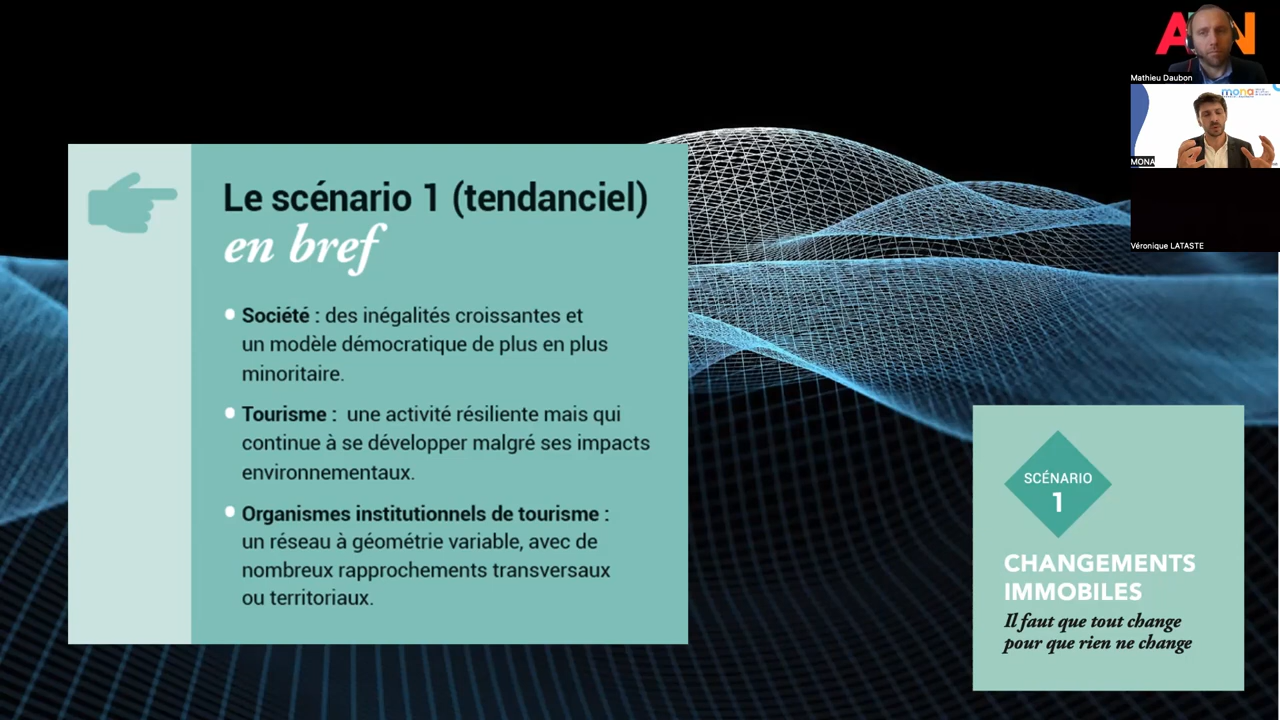 Le scénario 1 (tendanciel)
en bref
• Société : des inégalités croissantes et
un modèle démocratique de plus en plus
minoritaire.
• Tourisme : une activité résiliente mais qui
continue à se développer malgré ses impacts
environnementaux.
• Organismes institutionnels de tourisme :
un réseau à géométrie variable, avec de
nombreux rapprochements transversaux
ou territoriaux.
Mathieu Daubon
mona
MONA
Véronique LATASTE
SCÉNARIO
1
CHANGEMENTS
IMMOBILES
Il faut que tout change
pour que rien ne change